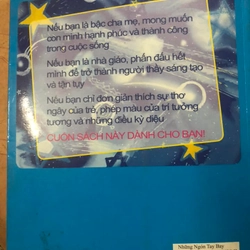 Nếu bạn là bậc cha mẹ, mong muốn
con mình hạnh phúc và thành công
trong cuộc sống
Nếu bạn là nhà giáo, phấn đấu hết
mình để trở thành người thầy sáng tạo
và tận tụy
Nếu bạn chỉ đơn giản thích sự thơ
ngây của trẻ, phép màu của trí tưởng
tượng và những điều kỳ diệu
CUỐN SÁCH NÀY DÀNH CHO BẠN!
Những Ngón Tay Bay